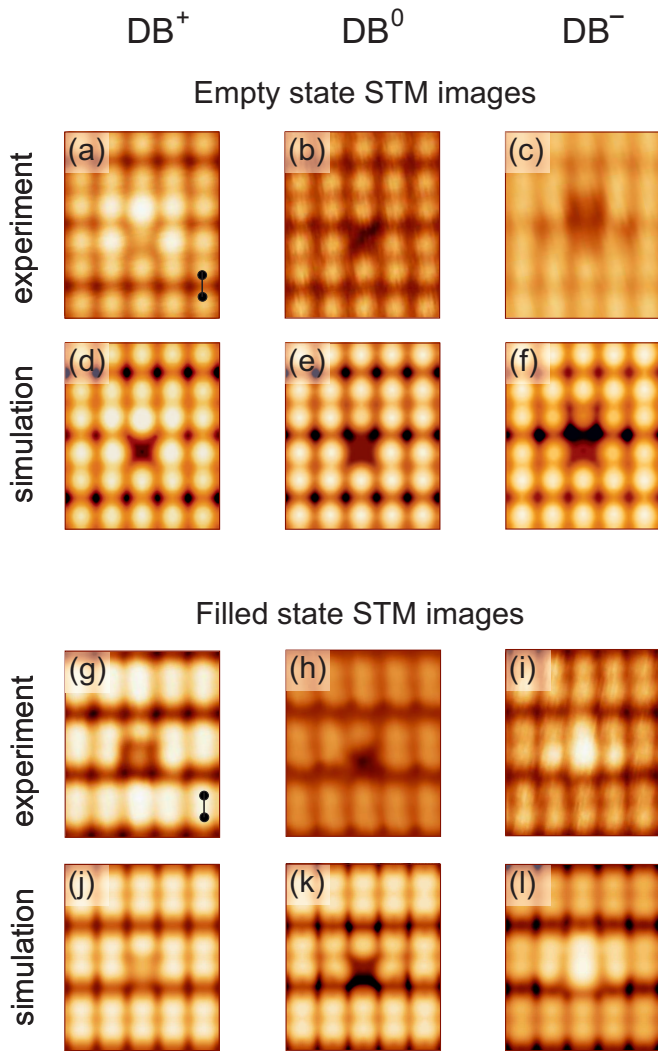 DB⁺ DB⁰ DB⁻
Empty state STM images
experiment
(a) (b) (c)
simulation
(d) (e) (f)
Filled state STM images
experiment
(g) (h) (i)
simulation
(j) (k) (l)